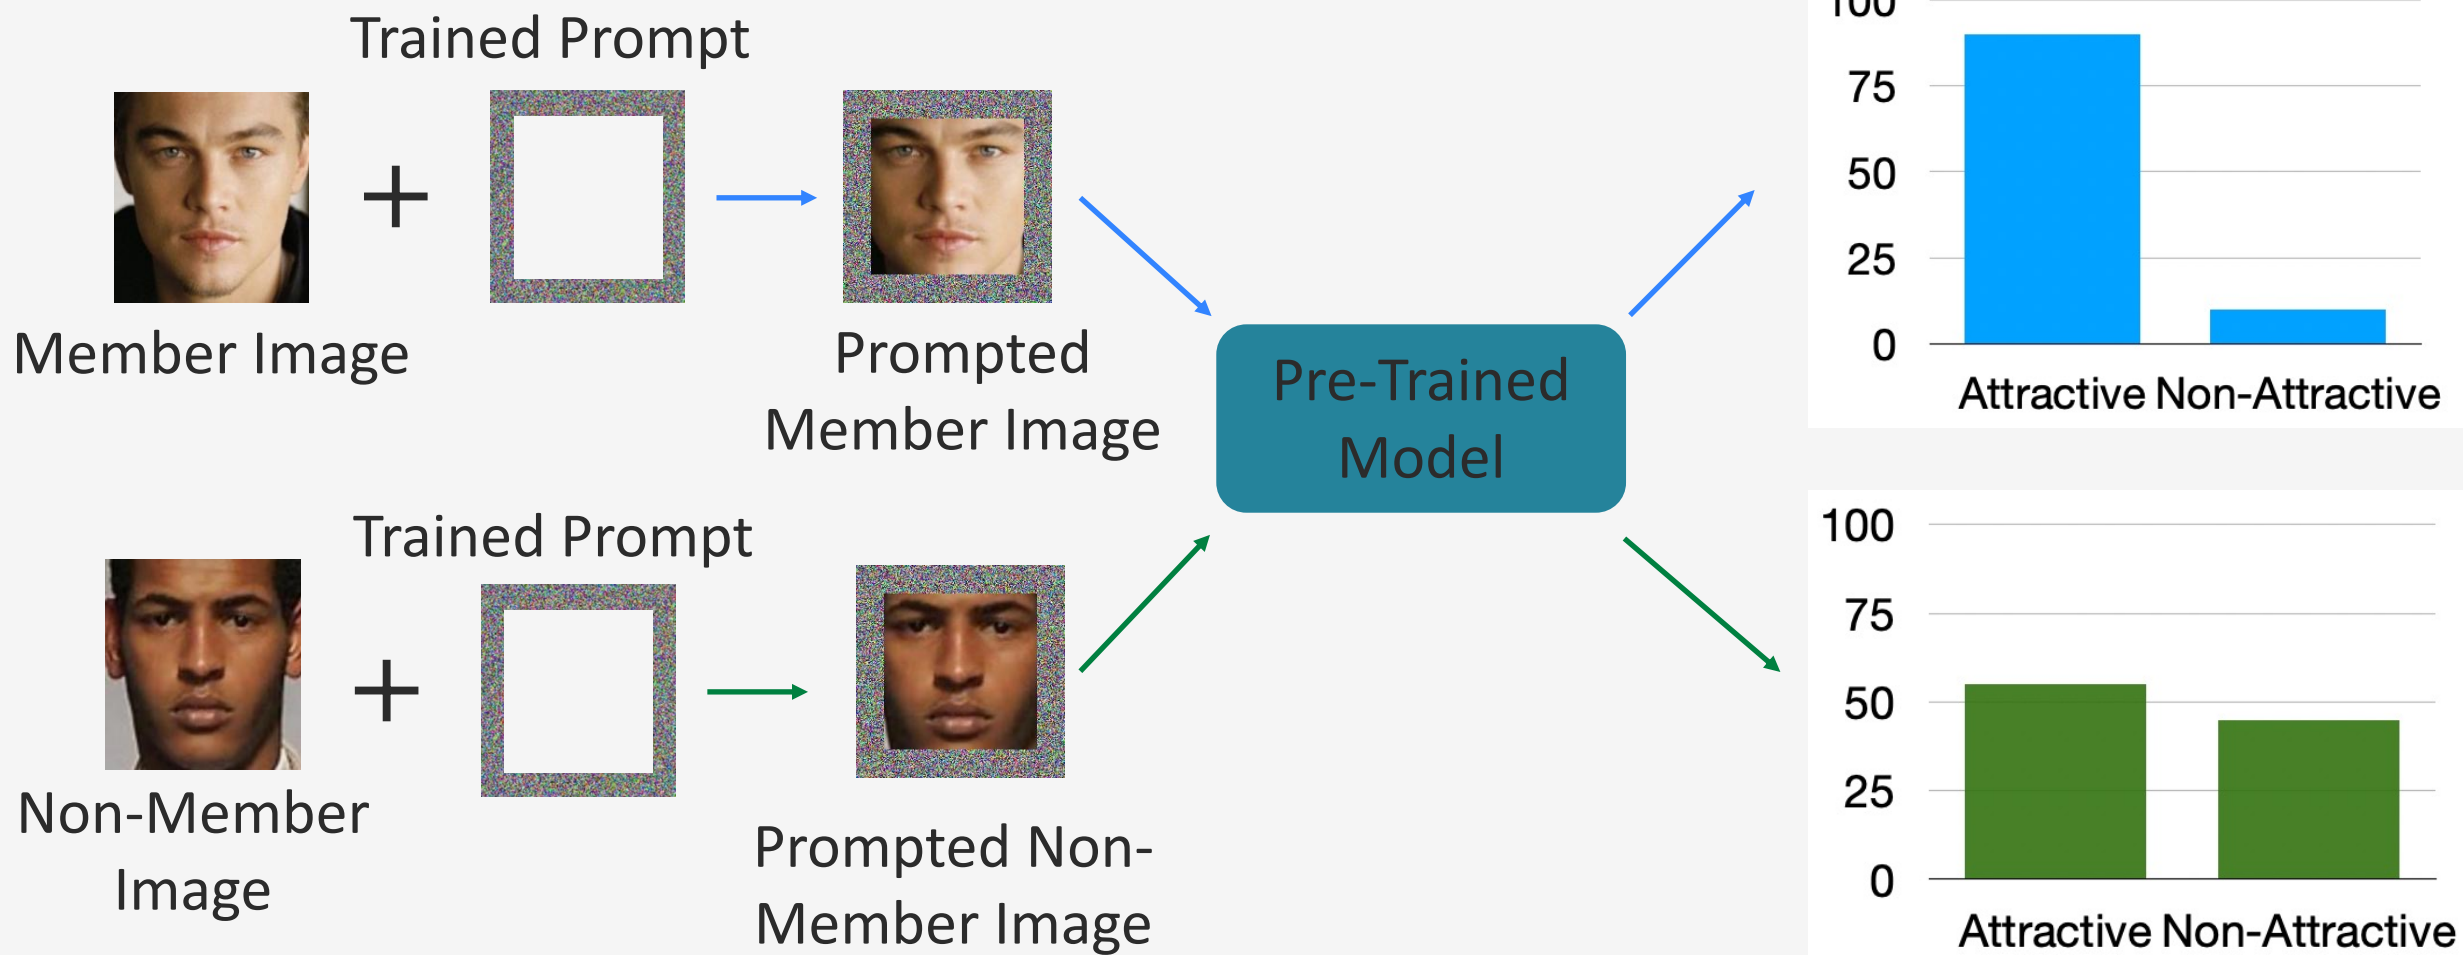 Trained Prompt
Member Image
Prompted
Member Image
Pre-Trained
Model
100
75
50
25
0
Attractive Non-Attractive
Trained Prompt
Non-Member
Image
Prompted Non-
Member Image
100
75
50
25
0
Attractive Non-Attractive